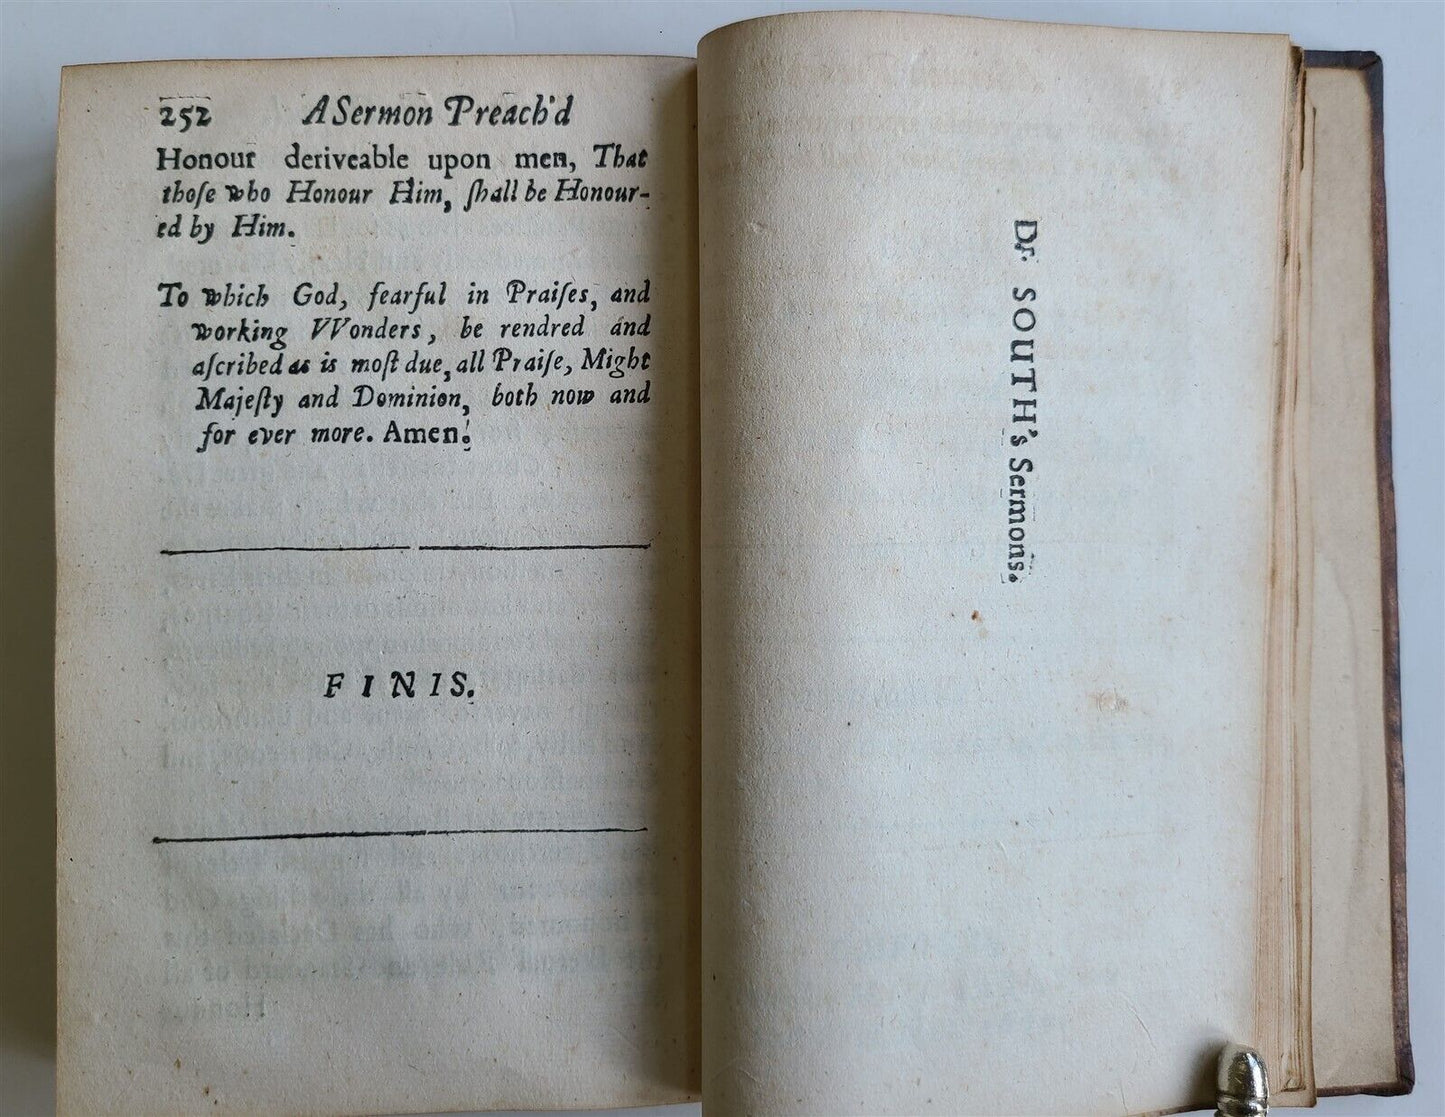 252 A Sermon Preach'd
Honour deriveable upon men, That
thoſe who Honour Him, ſhall be Honour-
ed by Him.
To which God, fearful in Praiſes, and
working VVonders, be rendred and
aſcribed as is moſt due, all Praiſe, Might
Majeſty and Dominion, both now and
for ever more. Amen.
FINIS.
Dr. SOUTH's Sermons.